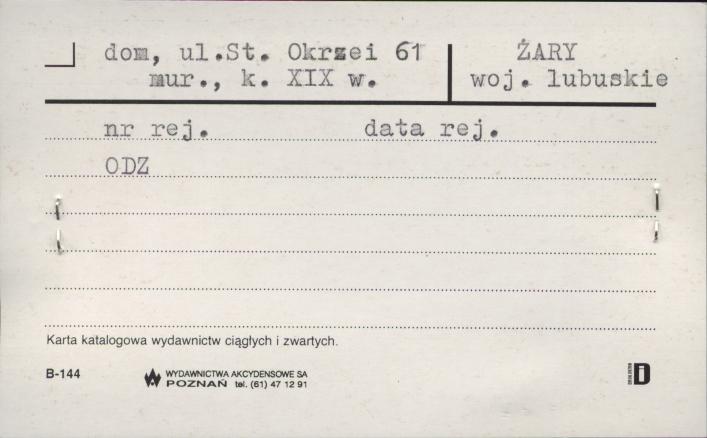 dom, ul.St. Okrzei 61
mur., k. XIX w.
ŻARY
woj. lubuskie
nr rej. data rej.
ODZ
Karta katalogowa wydawnictw ciągłych i zwartych.
B-144
WYDAWNICTWA AKCYDENSOWE SA
POZNAŃ tel. (61) 47 12 91